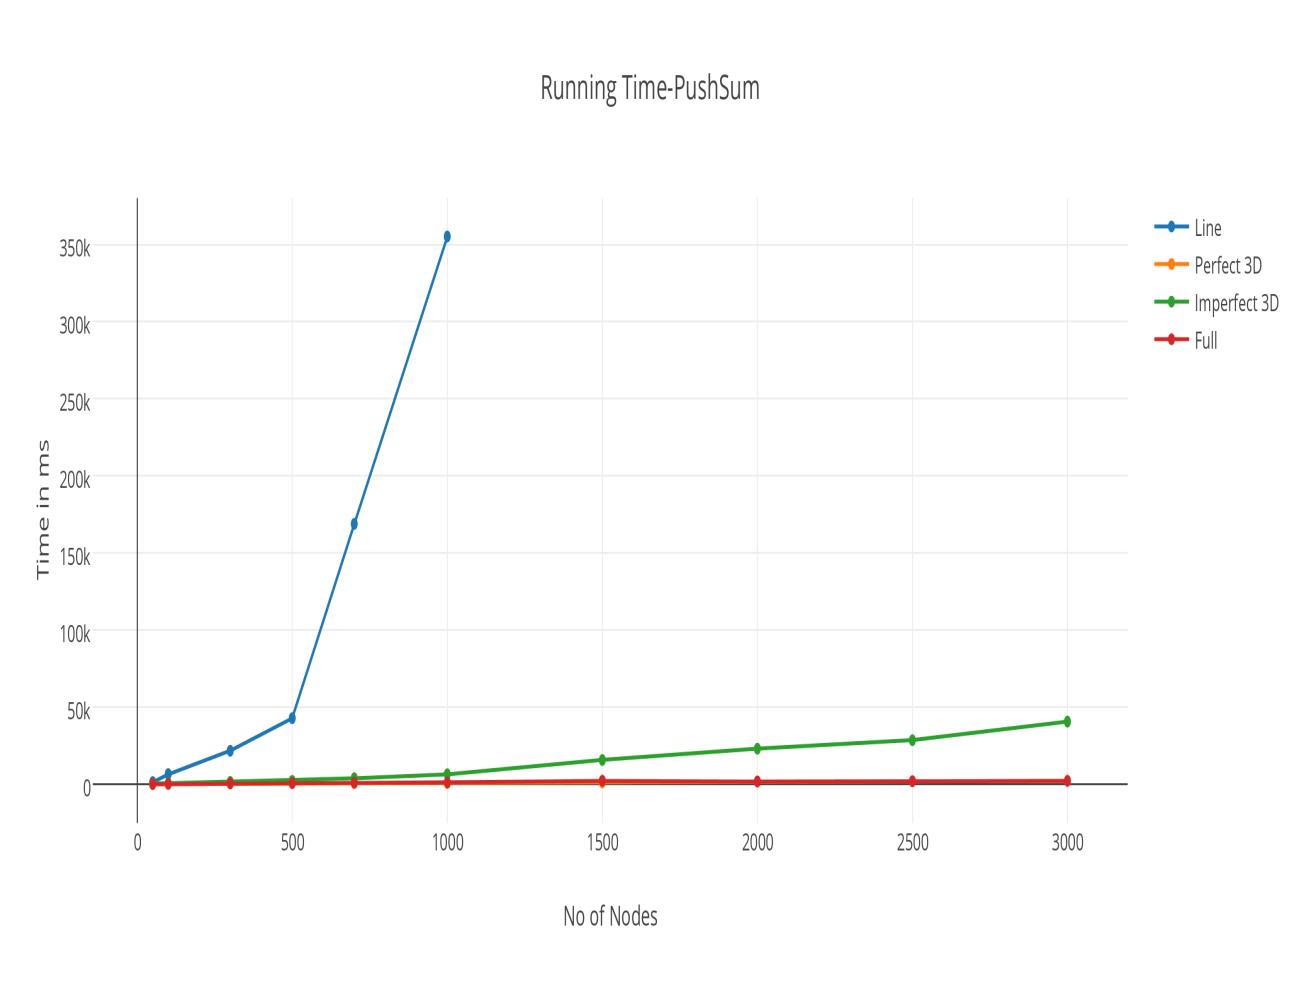 Running Time-PushSum
350k
300k
250k
200k
150k
100k
50k
0
Time in ms
0 500 1000 1500 2000 2500 3000
No of Nodes
Line
Perfect 3D
Imperfect 3D
Full